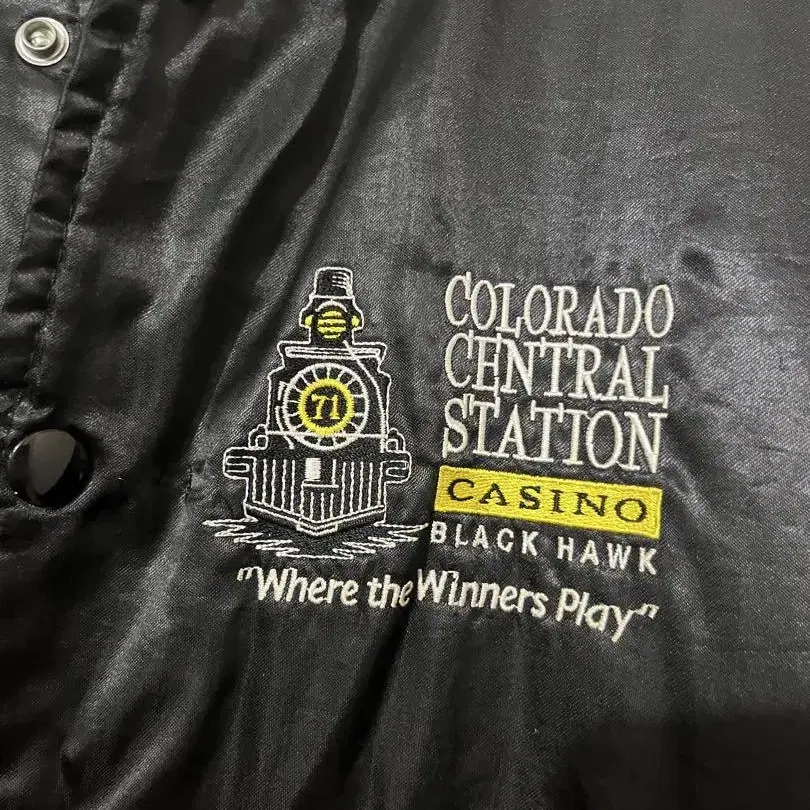 71
COLORADO
CENTRAL
STATION
CASINO
BLACK HAWK
"Where the Winners Play"